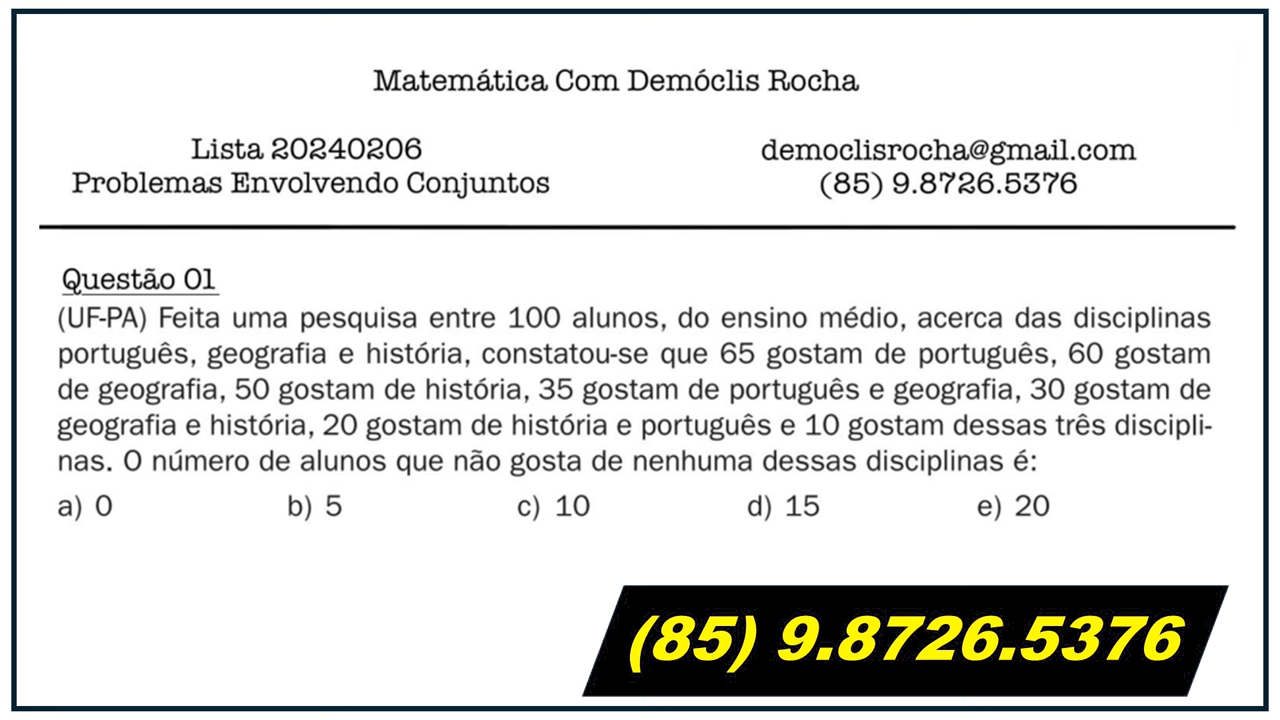 Matemática Com Demóclis Rocha
Lista 20240206
democlisrocha@gmail.com
Problemas Envolvendo Conjuntos
(85) 9.8726.5376
Questão 01
(UF-PA) Feita uma pesquisa entre 100 alunos, do ensino médio, acerca das disciplinas
português, geografia e história, constatou-se que 65 gostam de português, 60 gostam
de geografia, 50 gostam de história, 35 gostam de português e geografia, 30 gostam de
geografia e história, 20 gostam de história e português e 10 gostam dessas três discipli-
nas. O número de alunos que não gosta de nenhuma dessas disciplinas é:
a) 0 b) 5 c) 10 d) 15 e) 20
(85) 9.8726.5376